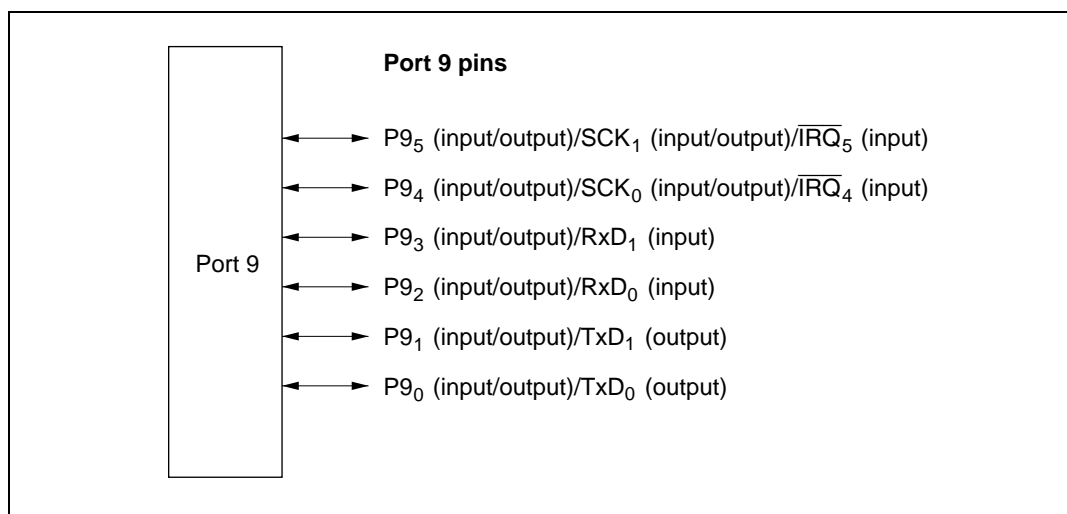 Port 9 pins
P9₅ (input/output)/SCK₁ (input/output)/I̅R̅Q̅₅ (input)
P9₄ (input/output)/SCK₀ (input/output)/I̅R̅Q̅₄ (input)
P9₃ (input/output)/RxD₁ (input)
Port 9
P9₂ (input/output)/RxD₀ (input)
P9₁ (input/output)/TxD₁ (output)
P9₀ (input/output)/TxD₀ (output)